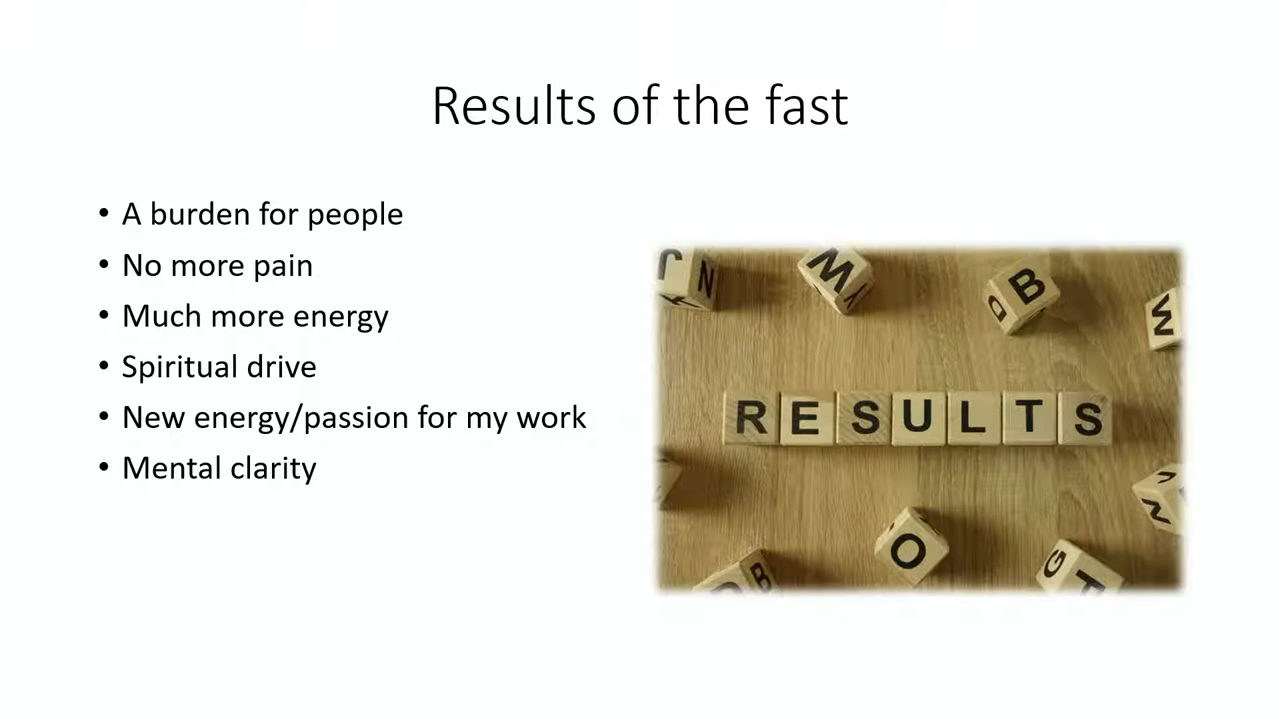 Results of the fast
• A burden for people
• No more pain
• Much more energy
• Spiritual drive
• New energy/passion for my work
• Mental clarity
J N K
W Y
B D
W
RESULTS
N
O
B
G T